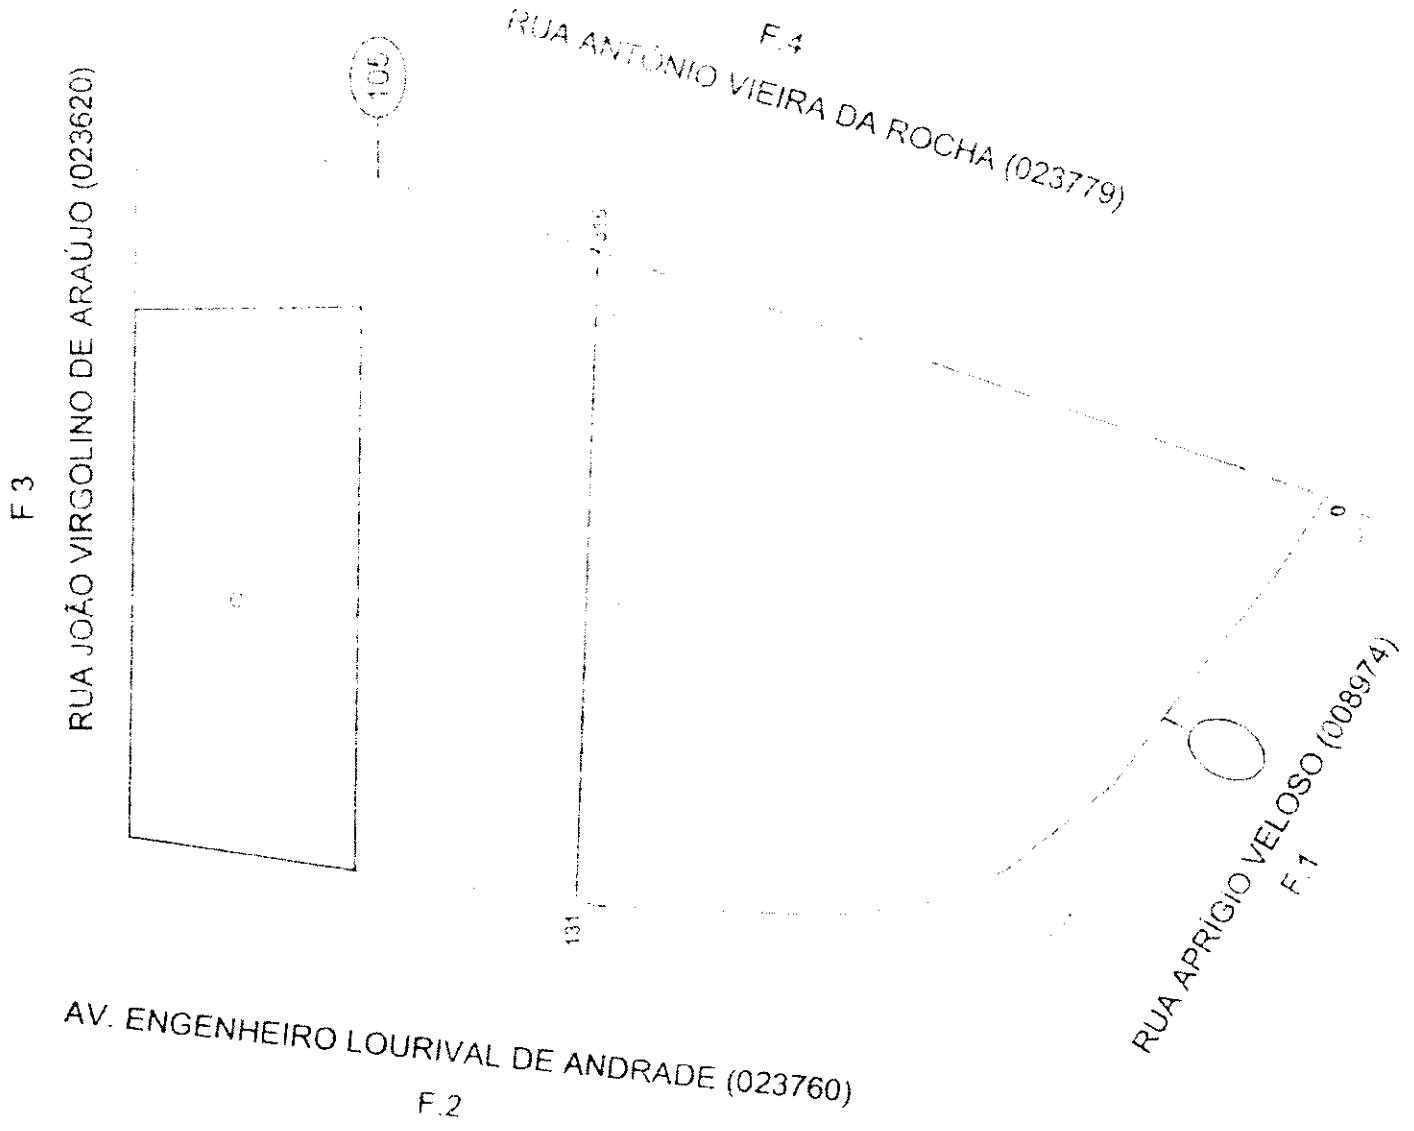 F.4
RUA ANTÔNIO VIEIRA DA ROCHA (023779)
105
F 3
RUA JOÃO VIRGOLINO DE ARAÚJO (023620)
0
131
RUA APRÍGIO VELOSO (008974)
F.1
AV. ENGENHEIRO LOURIVAL DE ANDRADE (023760)
F.2